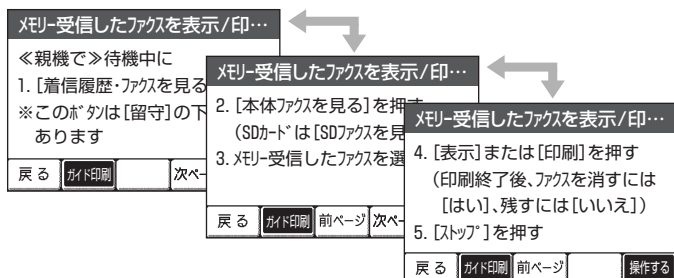 メモリー受信したファクスを表示/印…
≪親機で≫待機中に
1. [着信履歴・ファクスを見る
※このボタンは[留守]の下
あります
戻る ガイド印刷 次ペー
メモリー受信したファクスを表示/印…
2. [本体ファクスを見る]を押す
(SDカードは[SDファクスを見
3. メモリー受信したファクスを選
戻る ガイド印刷 前ページ 次ペー
メモリー受信したファクスを表示/印…
4. [表示]または[印刷]を押す
(印刷終了後、ファクスを消すには
[はい]、残すには[いいえ])
5. [ストップ]を押す
戻る ガイド印刷 前ページ 操作する